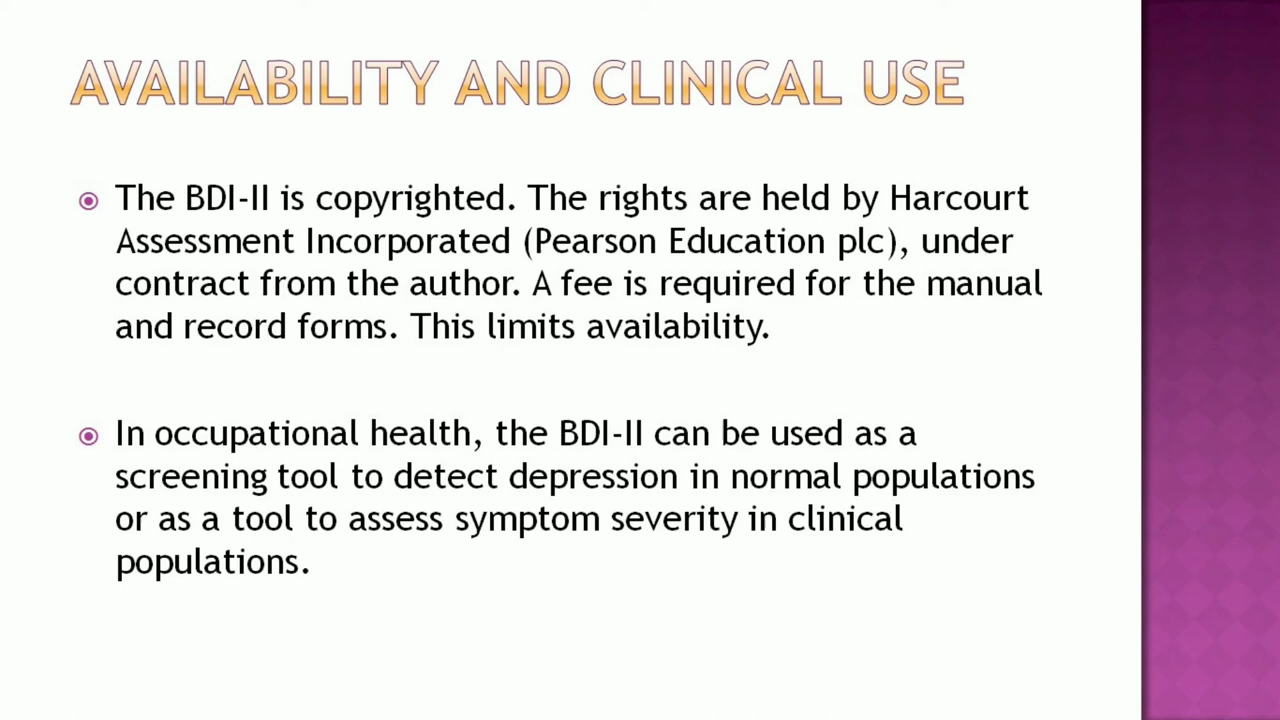 AVAILABILITY AND CLINICAL USE
The BDI-II is copyrighted. The rights are held by Harcourt
Assessment Incorporated (Pearson Education plc), under
contract from the author. A fee is required for the manual
and record forms. This limits availability.
In occupational health, the BDI-II can be used as a
screening tool to detect depression in normal populations
or as a tool to assess symptom severity in clinical
populations.